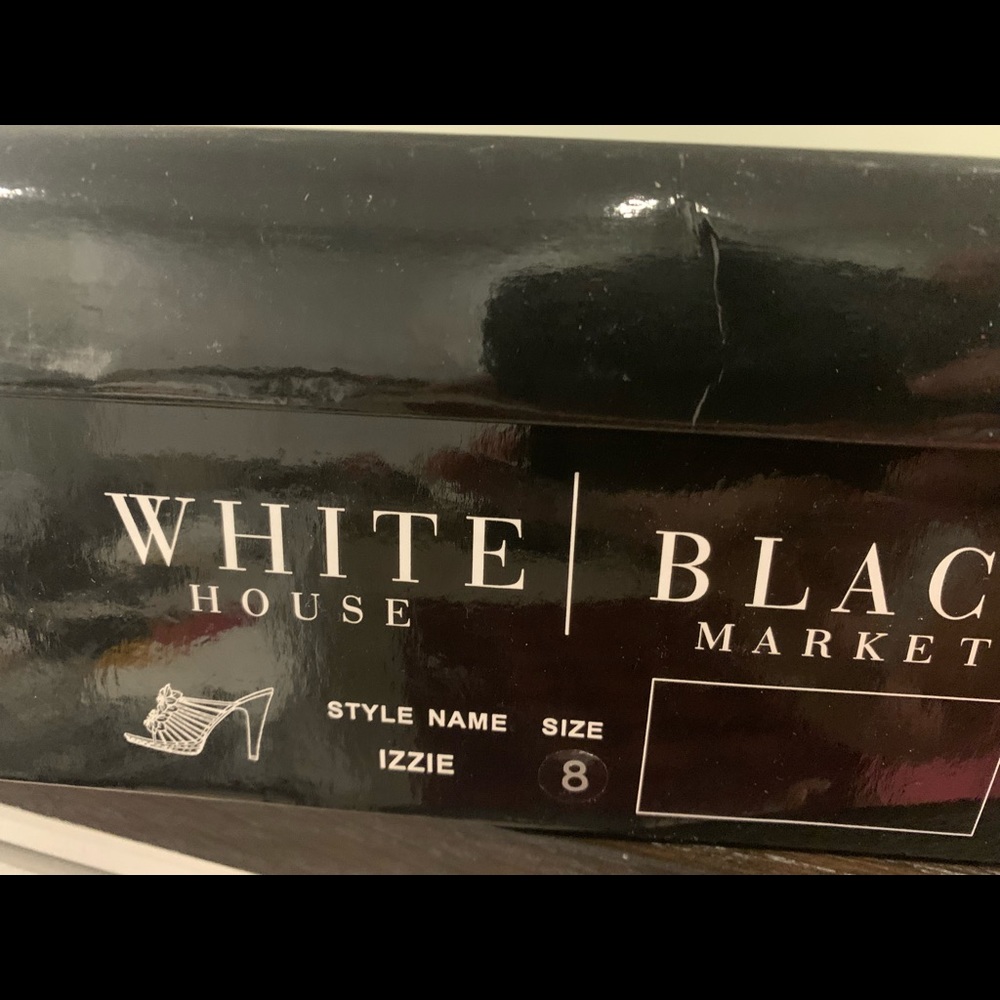 WHITE | BLAC
HOUSE MARKET
STYLE NAME SIZE
IZZIE 8